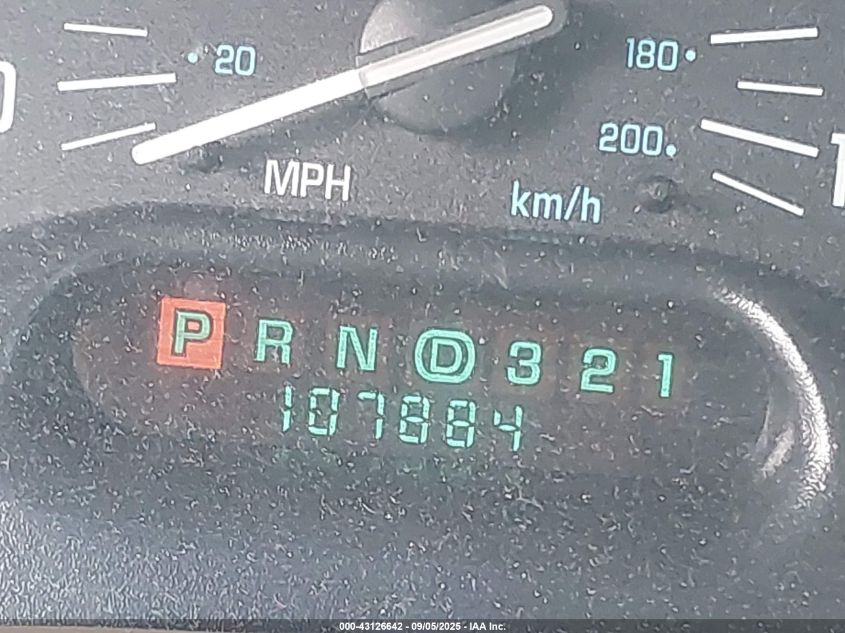 20 180
200
MPH km/h
P R N D 3 2 1
107884
000-43126642 - 09/05/2025 - IAA Inc.